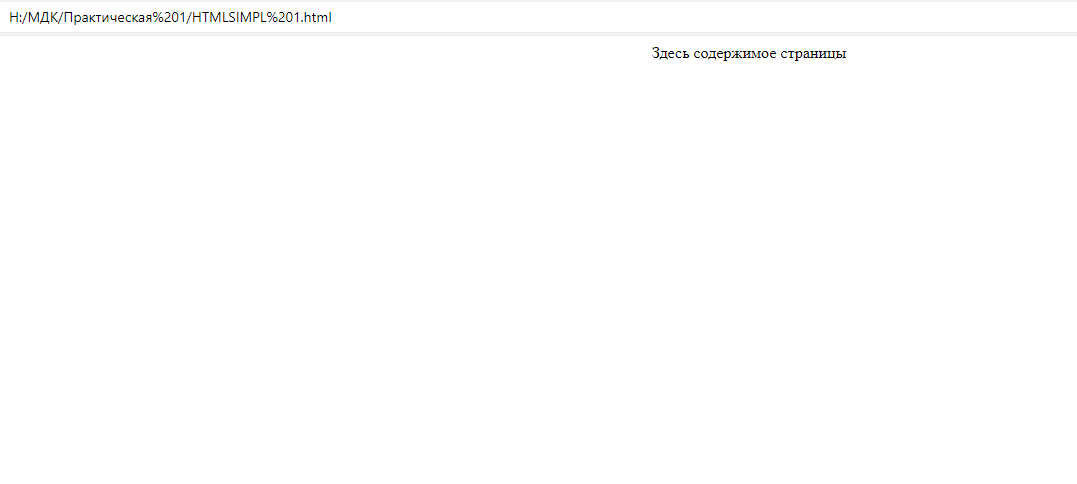 H:/МДК/Практическая%201/HTMLSIMPL%201.html
Здесь содержимое страницы